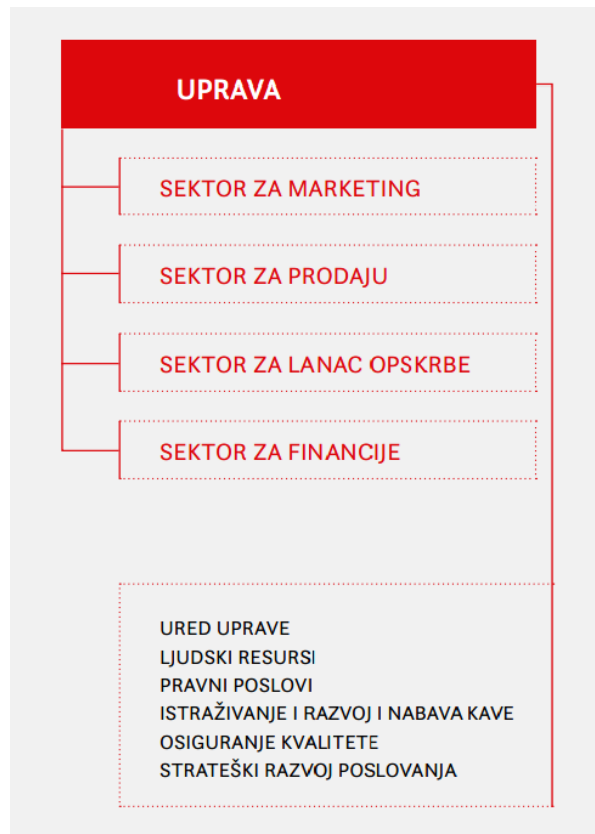 UPRAVA
SEKTOR ZA MARKETING
SEKTOR ZA PRODAJU
SEKTOR ZA LANAC OPSKRBE
SEKTOR ZA FINANCIJE
URED UPRAVE
LJUDSKI RESURSI
PRAVNI POSLOVI
ISTRAŽIVANJE I RAZVOJ I NABAVA KAVE
OSIGURANJE KVALITETE
STRATEŠKI RAZVOJ POSLOVANJA